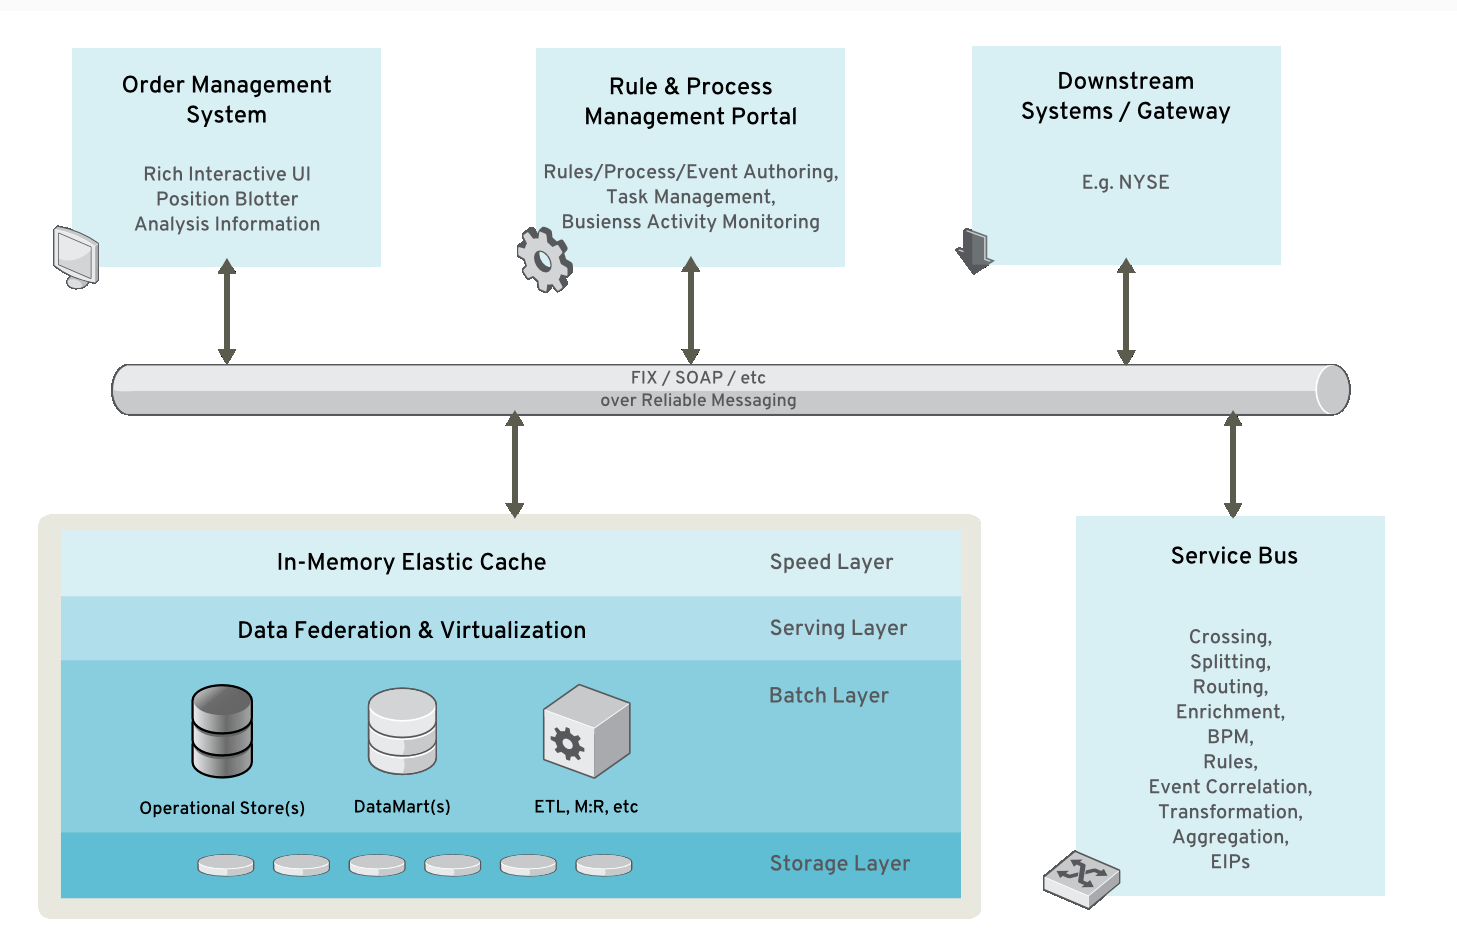 Order Management
System
Rich Interactive UI
Position Blotter
Analysis Information
Rule & Process
Management Portal
Rules/Process/Event Authoring,
Task Management,
Busienss Activity Monitoring
Downstream
Systems / Gateway
E.g. NYSE
FIX / SOAP / etc
over Reliable Messaging
In-Memory Elastic Cache
Speed Layer
Data Federation & Virtualization
Serving Layer
Batch Layer
Operational Store(s)
DataMart(s)
ETL, M:R, etc
Storage Layer
Service Bus
Crossing,
Splitting,
Routing,
Enrichment,
BPM,
Rules,
Event Correlation,
Transformation,
Aggregation,
EIPs